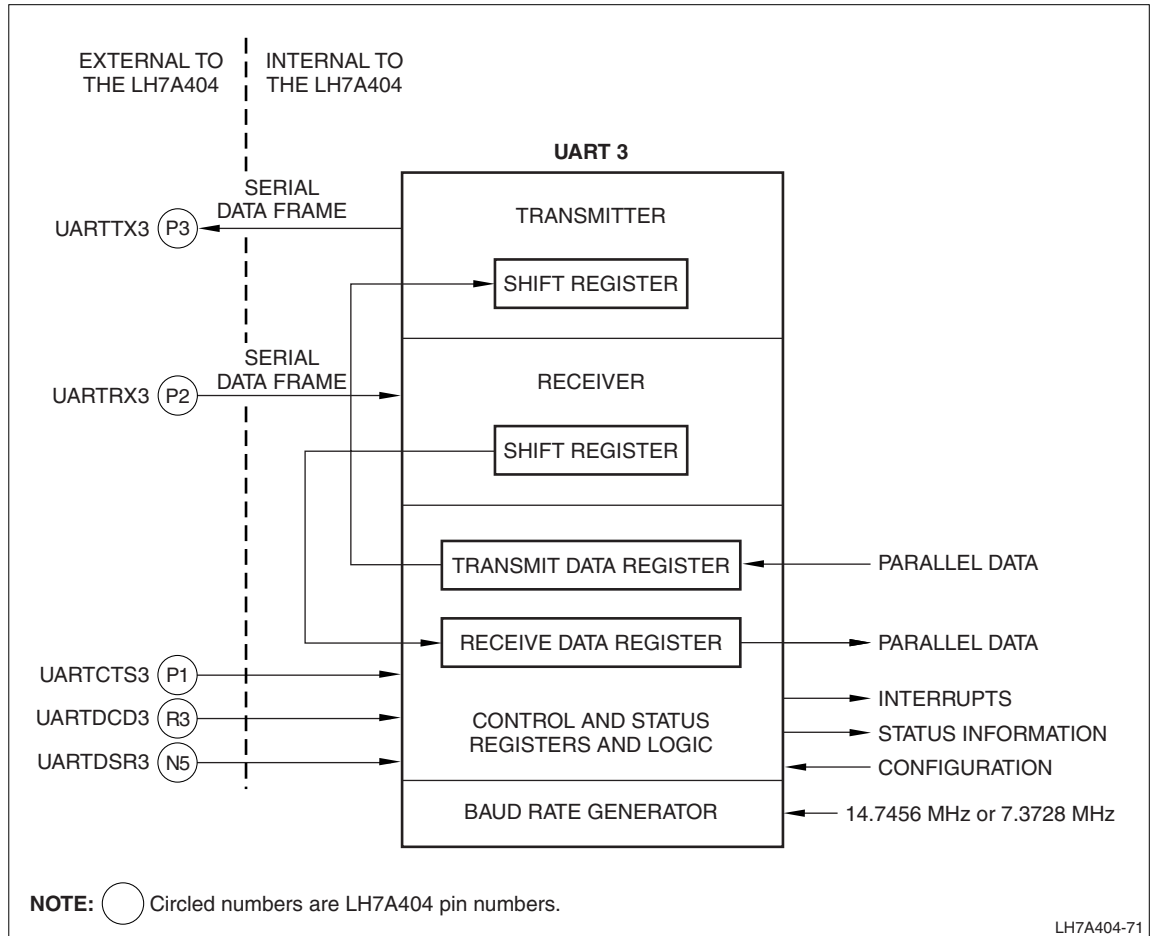 EXTERNAL TO
THE LH7A404
INTERNAL TO
THE LH7A404
UART 3
SERIAL
DATA FRAME
TRANSMITTER
UARTTX3 P3
SHIFT REGISTER
SERIAL
DATA FRAME
RECEIVER
UARTRX3 P2
SHIFT REGISTER
TRANSMIT DATA REGISTER
PARALLEL DATA
RECEIVE DATA REGISTER
PARALLEL DATA
UARTCTS3 P1
UARTDCD3 R3
UARTDSR3 N5
CONTROL AND STATUS
REGISTERS AND LOGIC
INTERRUPTS
STATUS INFORMATION
CONFIGURATION
BAUD RATE GENERATOR
14.7456 MHz or 7.3728 MHz
NOTE: Circled numbers are LH7A404 pin numbers.
LH7A404-71